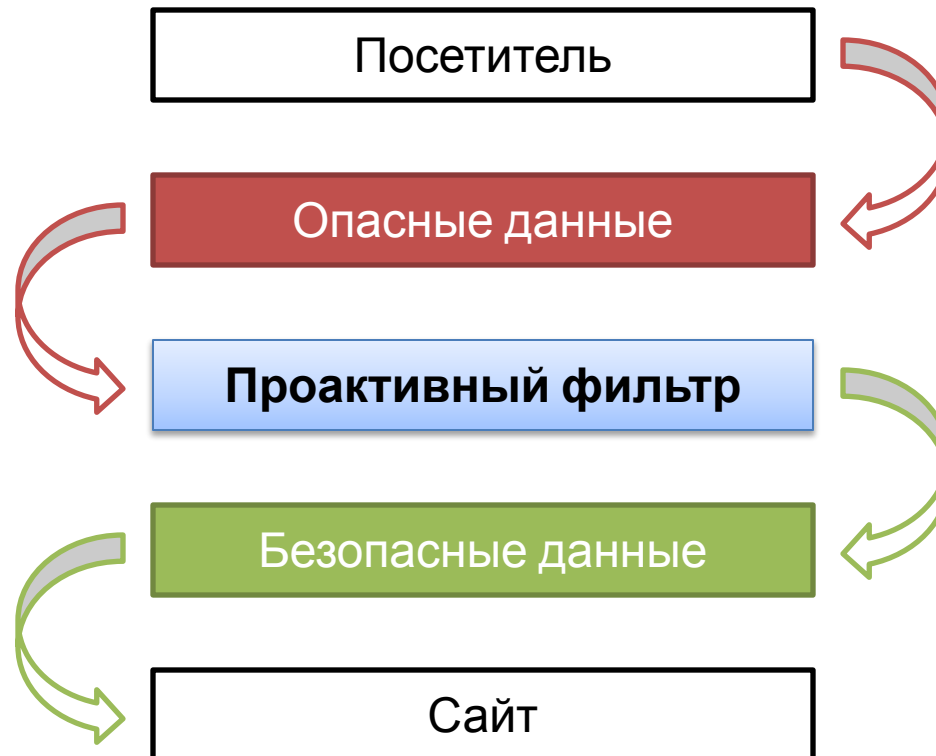 Посетитель
Опасные данные
Проактивный фильтр
Безопасные данные
Сайт